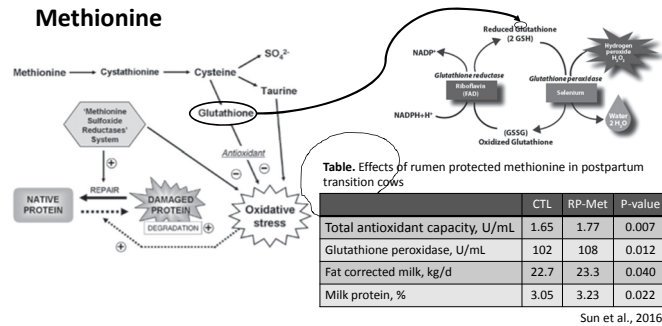 Methionine
Methionine
Cystathionine
Cysteine
SO₄²⁻
Taurine
Glutathione
Antioxidant
'Methionine
Sulfoxide
Reductases'
System
REPAIR
NATIVE
PROTEIN
DAMAGED
PROTEIN
DEGRADATION
Oxidative
stress
Reduced Glutathione
(2 GSH)
NADP⁺
Glutathione reductase
Riboflavin
(FAD)
NADPH+H⁺
Glutathione peroxidase
Selenium
Hydrogen
peroxide
H₂O₂
Water
2 H₂O
(GSSG)
Oxidized Glutathione
Table. Effects of rumen protected methionine in postpartum
transition cows
CTL RP-Met P-value
Total antioxidant capacity, U/mL 1.65 1.77 0.007
Glutathione peroxidase, U/mL 102 108 0.012
Fat corrected milk, kg/d 22.7 23.3 0.040
Milk protein, % 3.05 3.23 0.022
Sun et al., 2016